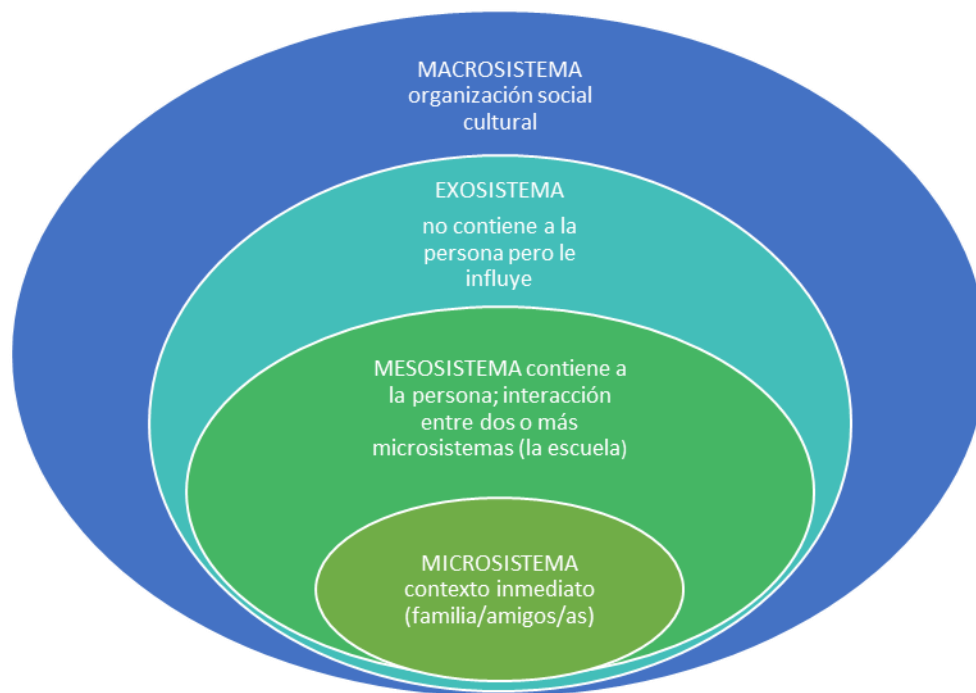 MACROSISTEMA
organización social
cultural
EXOSISTEMA
no contiene a la
persona pero le
influye
MESOSISTEMA contiene a
la persona; interacción
entre dos o más
microsistemas (la escuela)
MICROSISTEMA
contexto inmediato
(familia/amigos/as)